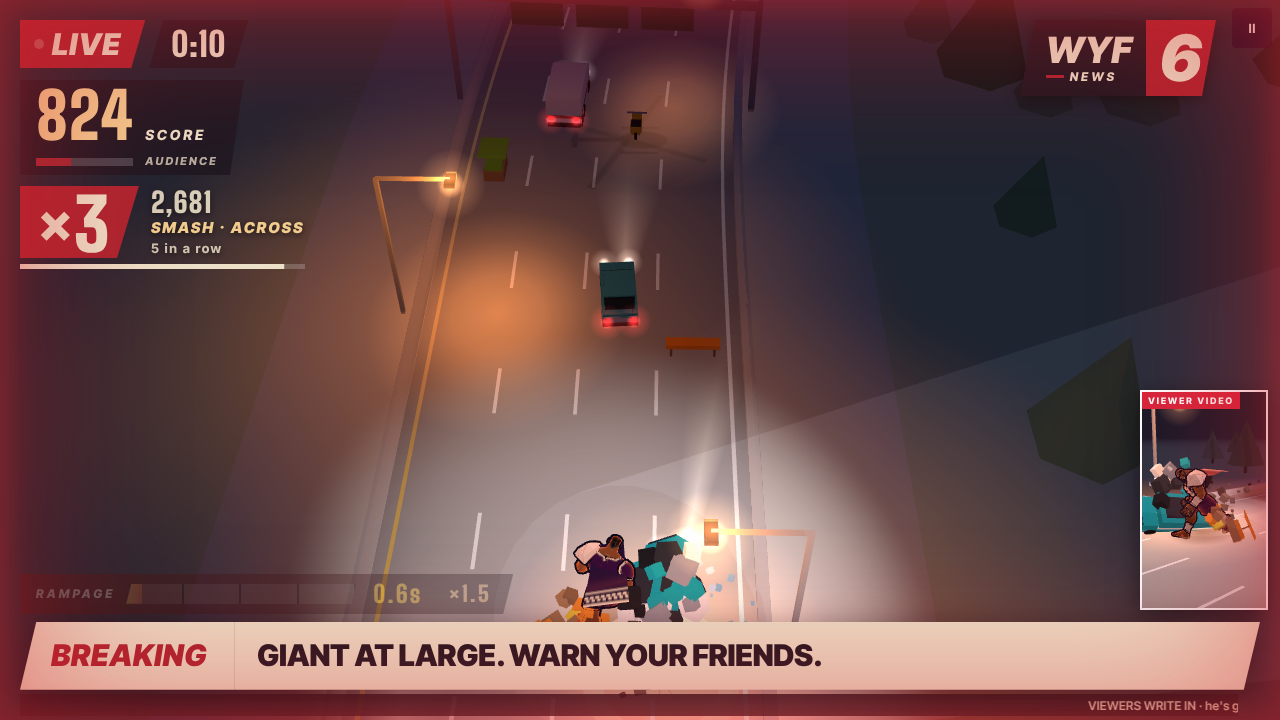 LIVE
0:10
824
SCORE
AUDIENCE
×3
2,681
SMASH · ACROSS
5 in a row
WYF
NEWS
6
VIEWER VIDEO
RAMPAGE
0.6s
×1.5
BREAKING
GIANT AT LARGE. WARN YOUR FRIENDS.
VIEWERS WRITE IN · he's g